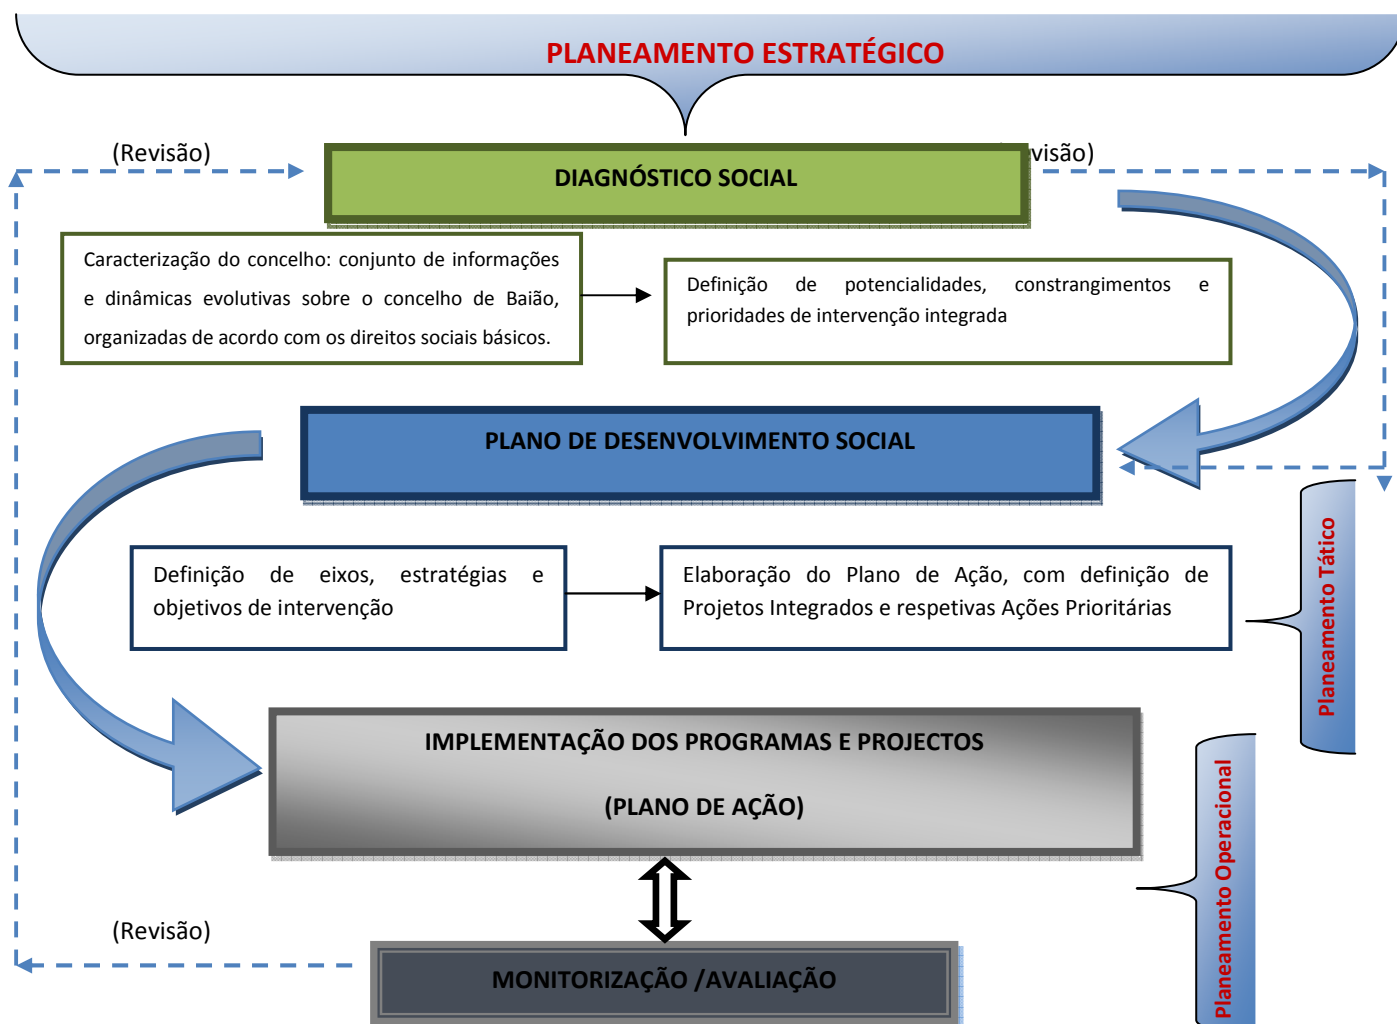 PLANEAMENTO ESTRATÉGICO
(Revisão)
visão)
DIAGNÓSTICO SOCIAL
Caracterização do concelho: conjunto de informações
e dinâmicas evolutivas sobre o concelho de Baião,
organizadas de acordo com os direitos sociais básicos.
Definição de potencialidades, constrangimentos e
prioridades de intervenção integrada
PLANO DE DESENVOLVIMENTO SOCIAL
Definição de eixos, estratégias e
objetivos de intervenção
Elaboração do Plano de Ação, com definição de
Projetos Integrados e respetivas Ações Prioritárias
Planeamento Tático
IMPLEMENTAÇÃO DOS PROGRAMAS E PROJECTOS
(PLANO DE AÇÃO)
Planeamento Operacional
(Revisão)
MONITORIZAÇÃO /AVALIAÇÃO